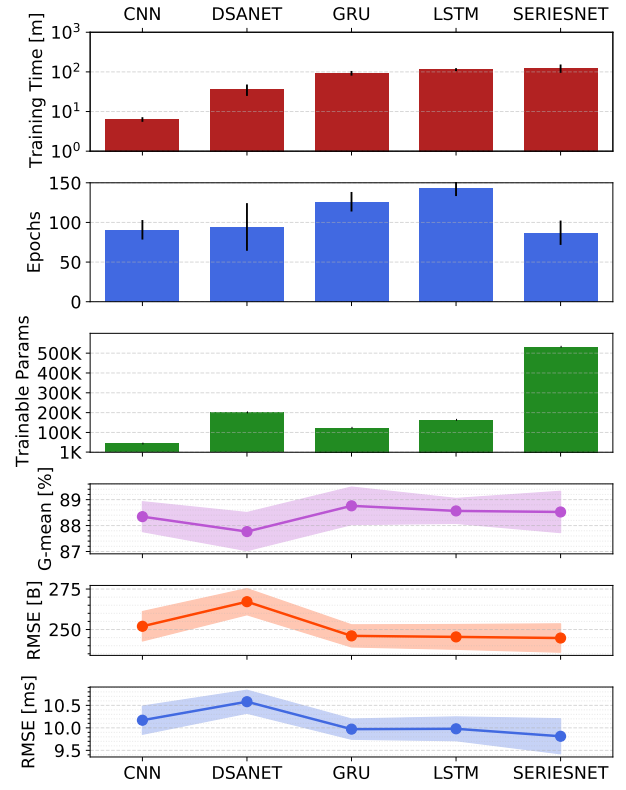 CNN DSANET GRU LSTM SERIESNET
Training Time [m]
10³
10²
10¹
10⁰
Epochs
150
100
50
0
Trainable Params
500K
400K
300K
200K
100K
1K
G-mean [%]
89
88
87
RMSE [B]
275
250
RMSE [ms]
10.5
10.0
9.5
CNN DSANET GRU LSTM SERIESNET